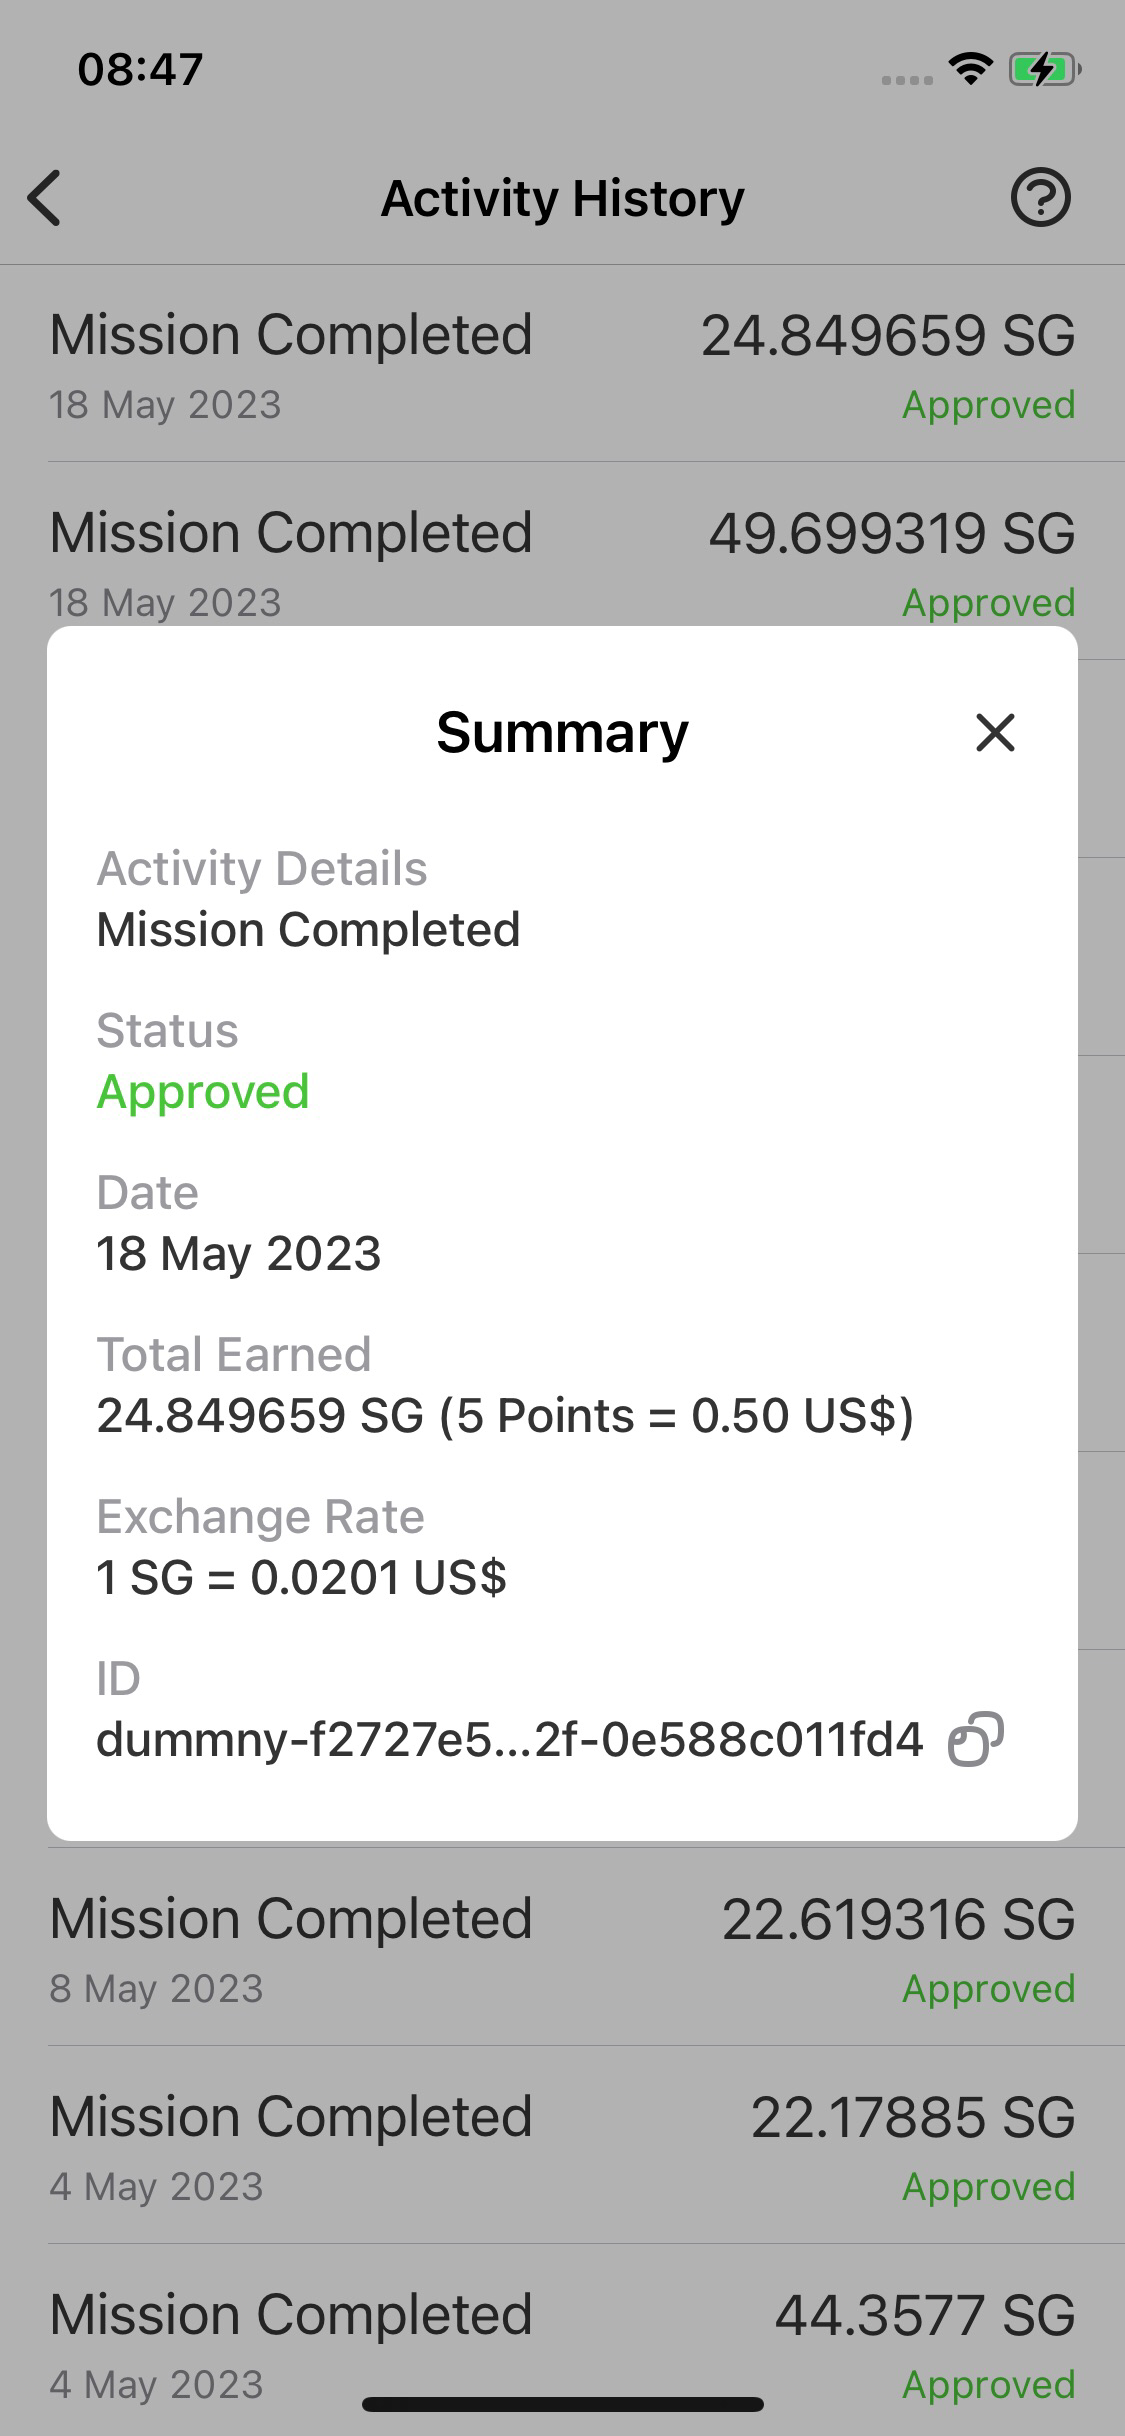 08:47
Activity History
Mission Completed 24.849659 SG
18 May 2023 Approved
Mission Completed 49.699319 SG
18 May 2023 Approved
Summary
Activity Details
Mission Completed
Status
Approved
Date
18 May 2023
Total Earned
24.849659 SG (5 Points = 0.50 US$)
Exchange Rate
1 SG = 0.0201 US$
ID
dummny-f2727e5...2f-0e588c011fd4
Mission Completed 22.619316 SG
8 May 2023 Approved
Mission Completed 22.17885 SG
4 May 2023 Approved
Mission Completed 44.3577 SG
4 May 2023 Approved